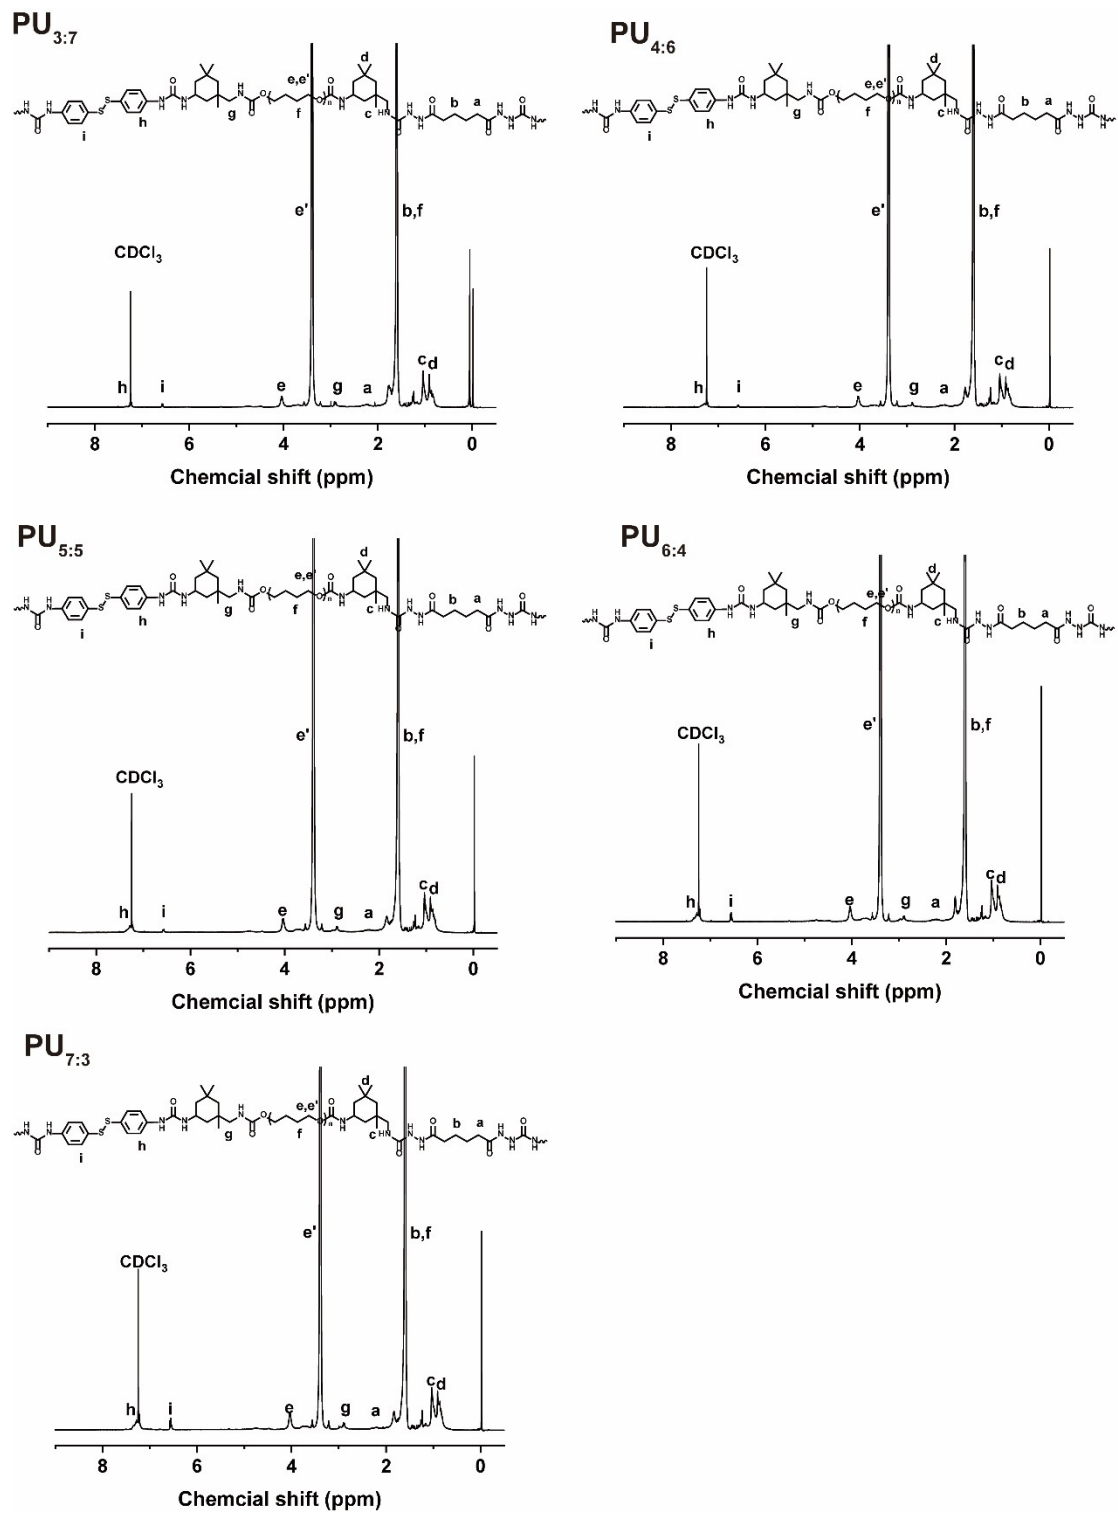 PU3:7
d
e,e'
b a
i h g f c
e' b,f
CDCl3
h i e g a c d
8 6 4 2 0
Chemcial shift (ppm)
PU4:6
d
e,e'
b a
i h g f c
e' b,f
CDCl3
h i e g a c d
8 6 4 2 0
Chemcial shift (ppm)
PU5:5
d
e,e'
b a
i h g f c
e' b,f
CDCl3
h i e g a c d
8 6 4 2 0
Chemcial shift (ppm)
PU6:4
d
e,e'
b a
i h g f c
e' b,f
CDCl3
h i e g a c d
8 6 4 2 0
Chemcial shift (ppm)
PU7:3
d
e,e'
b a
i h g f c
e' b,f
CDCl3
h i e g a c d
8 6 4 2 0
Chemcial shift (ppm)